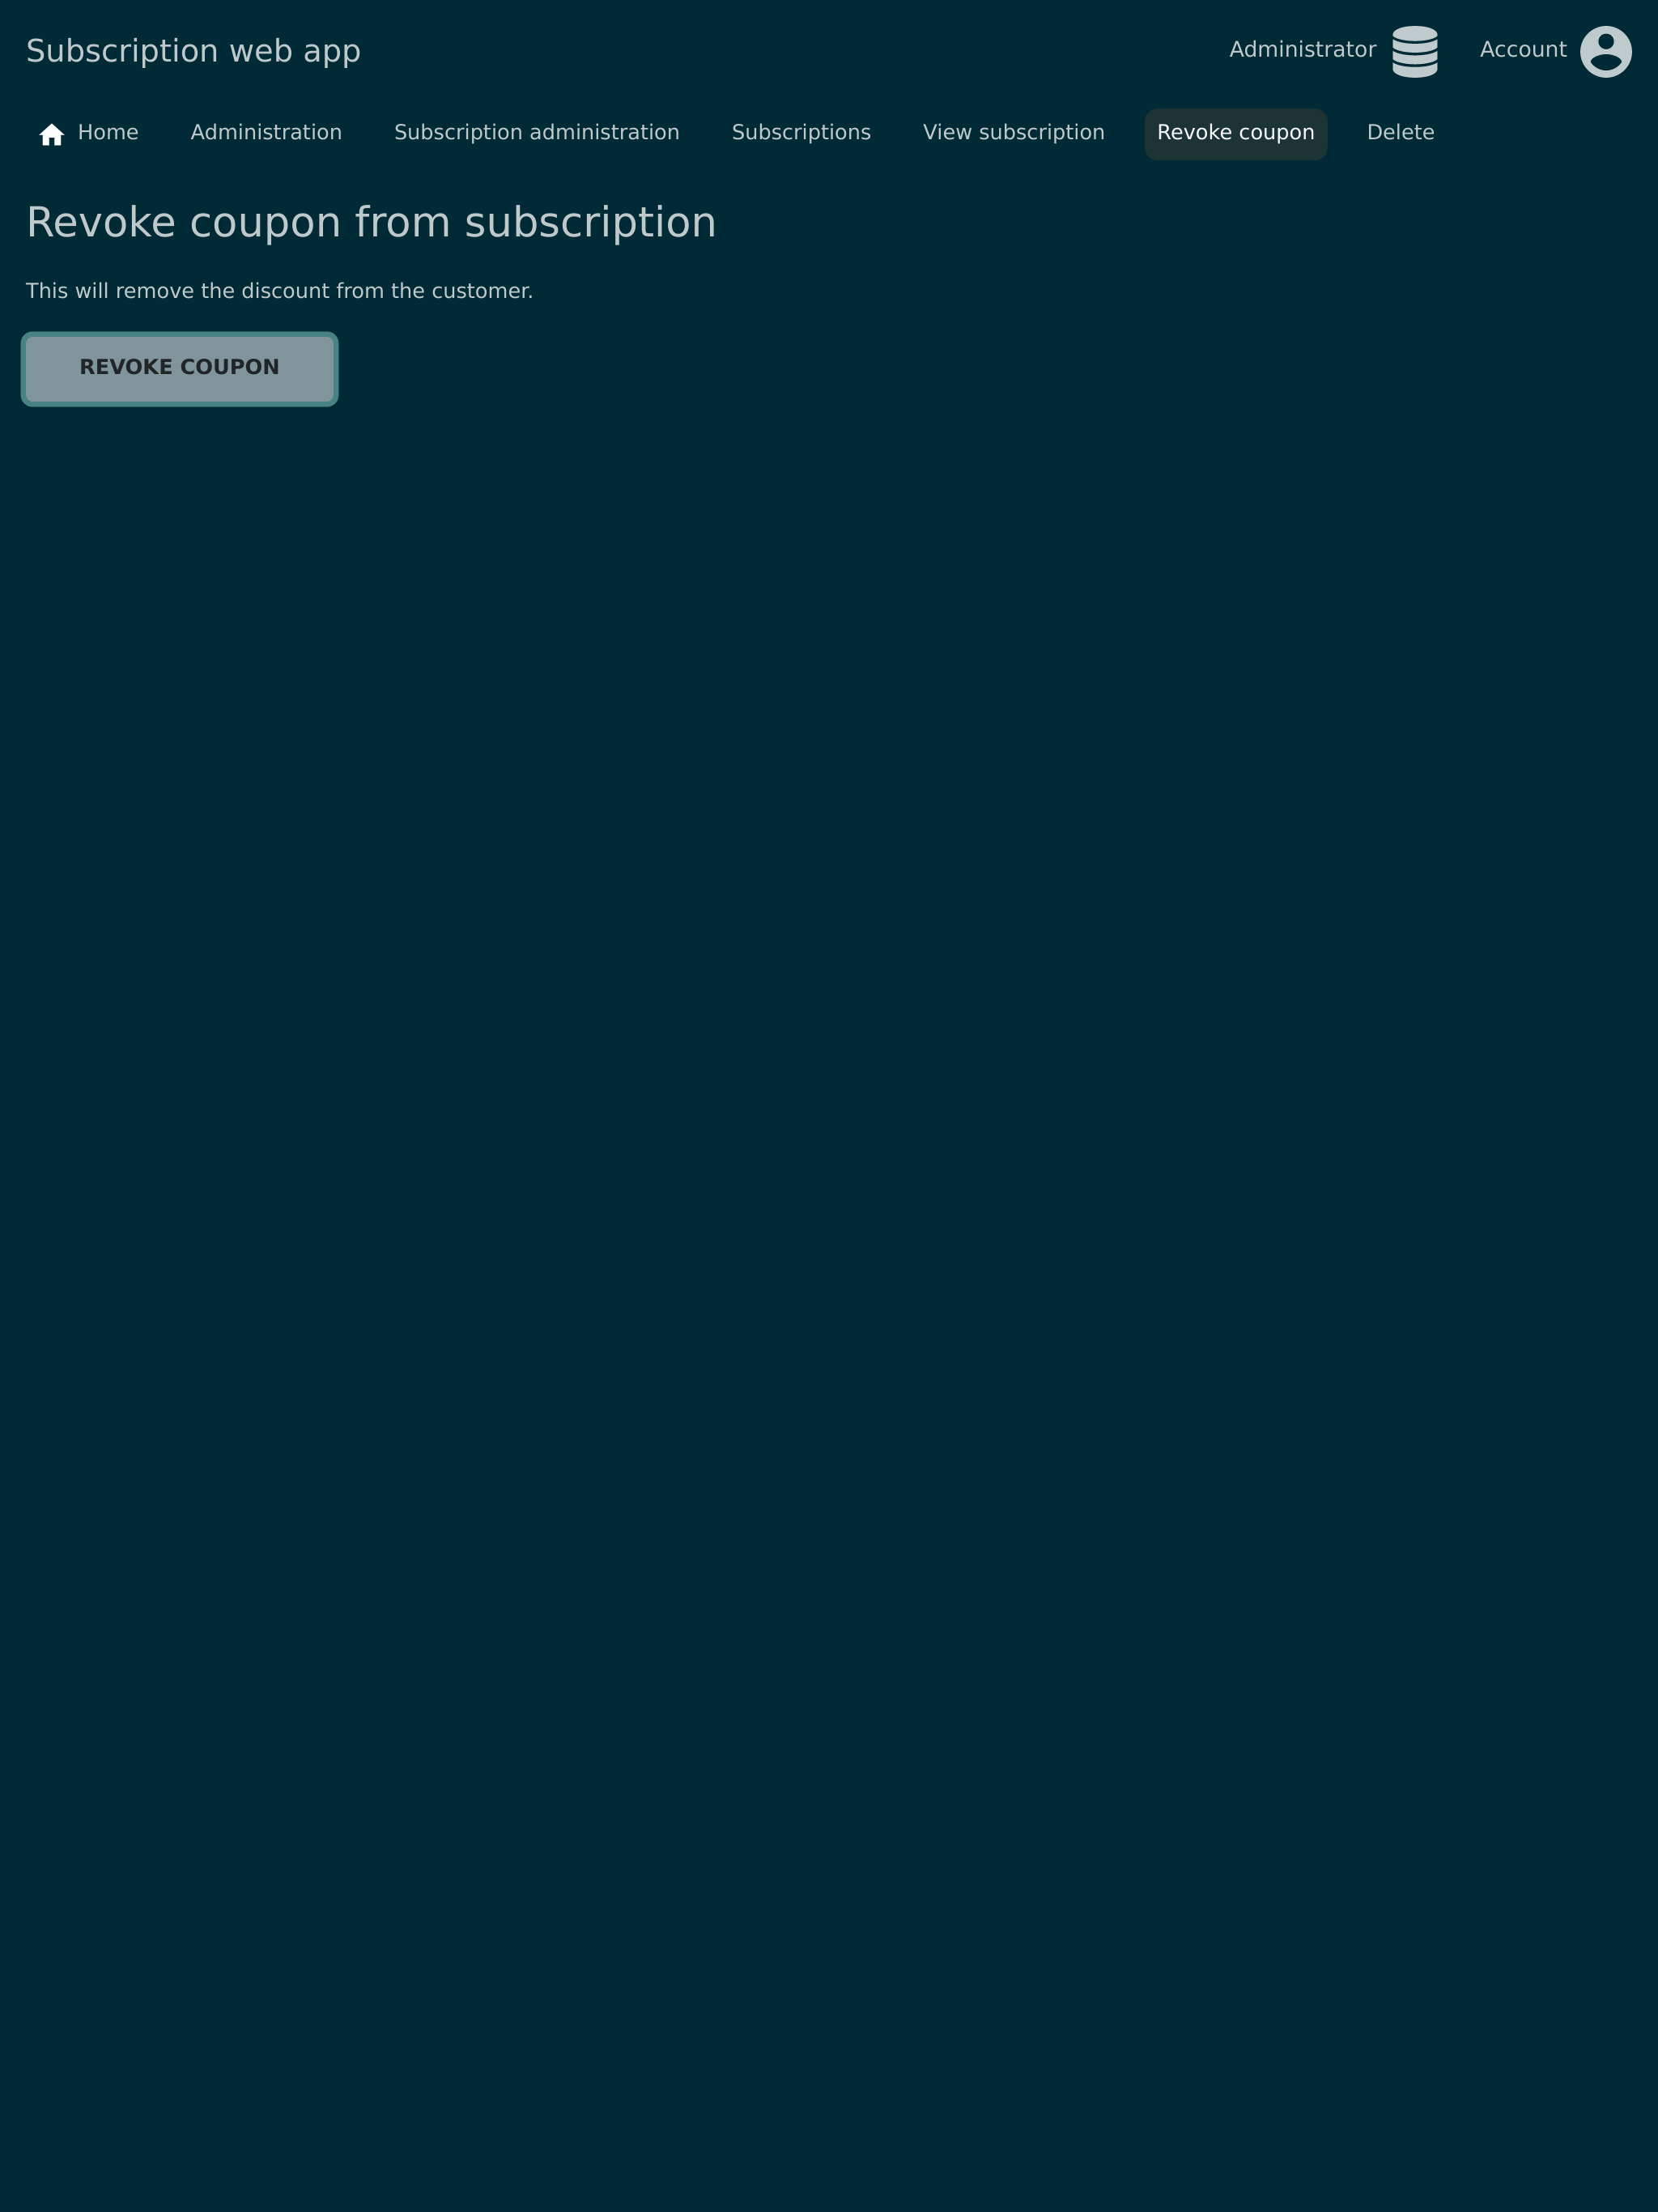 Subscription web app
Administrator
Account
Home
Administration
Subscription administration
Subscriptions
View subscription
Revoke coupon
Delete
Revoke coupon from subscription
This will remove the discount from the customer.
REVOKE COUPON